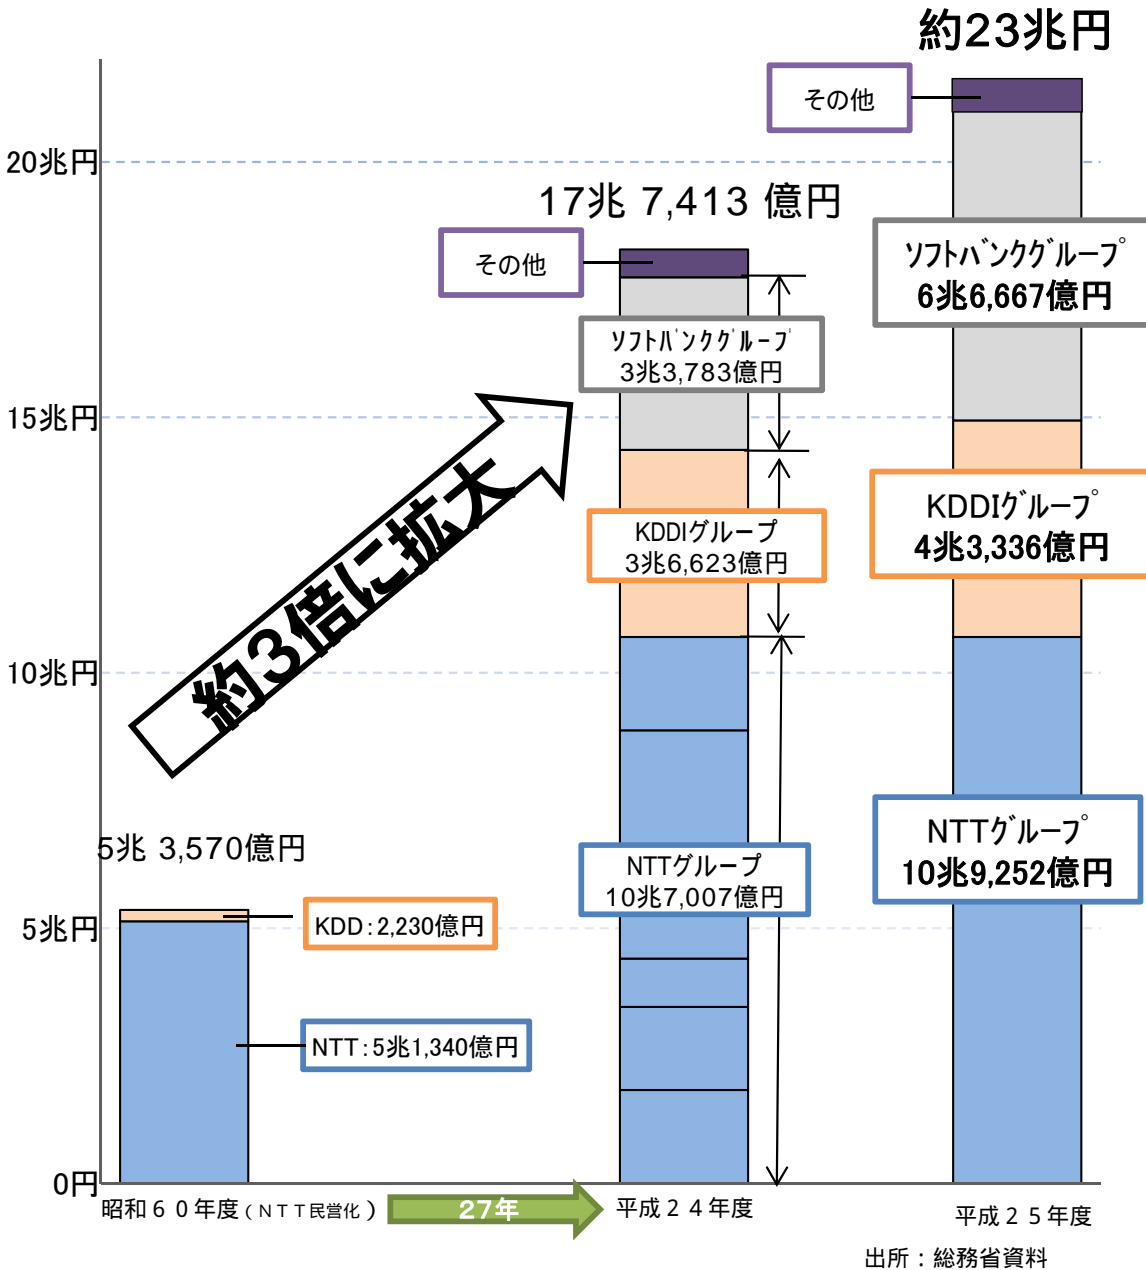 約23兆円
その他
20兆円
17兆 7,413 億円
その他
ソフトバンクグループ
6兆6,667億円
ソフトバンクグループ
3兆3,783億円
15兆円
約3倍に拡大
KDDIグループ
3兆6,623億円
KDDIグループ
4兆3,336億円
10兆円
5兆 3,570億円
NTTグループ
10兆7,007億円
NTTグループ
10兆9,252億円
5兆円
KDD:2,230億円
NTT:5兆1,340億円
0円
昭和60年度(NTT民営化)
27年
平成24年度
平成25年度
出所:総務省資料